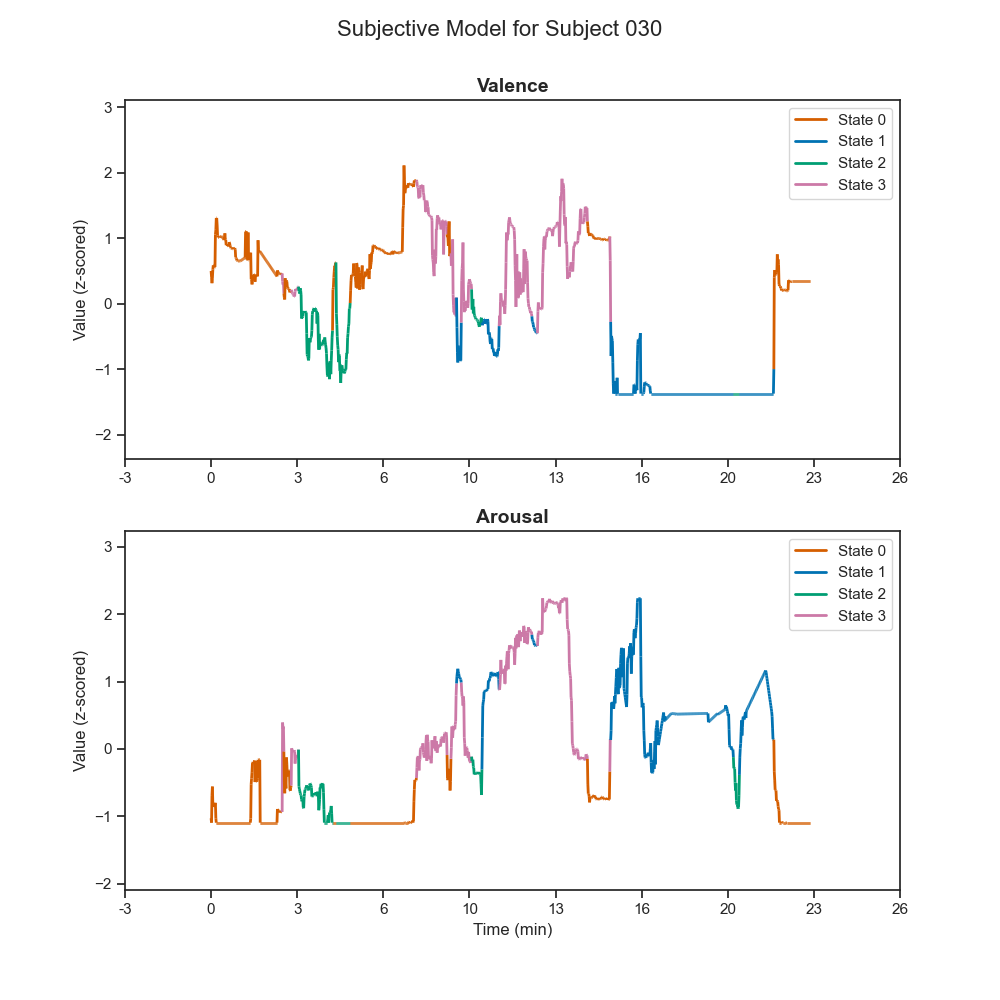 Subjective Model for Subject 030
Valence
Value (z-scored)
3
2
1
0
−1
−2
-3
0
3
6
10
13
16
20
23
26
State 0
State 1
State 2
State 3
Arousal
Value (z-scored)
3
2
1
0
−1
−2
-3
0
3
6
10
13
16
20
23
26
State 0
State 1
State 2
State 3
Time (min)